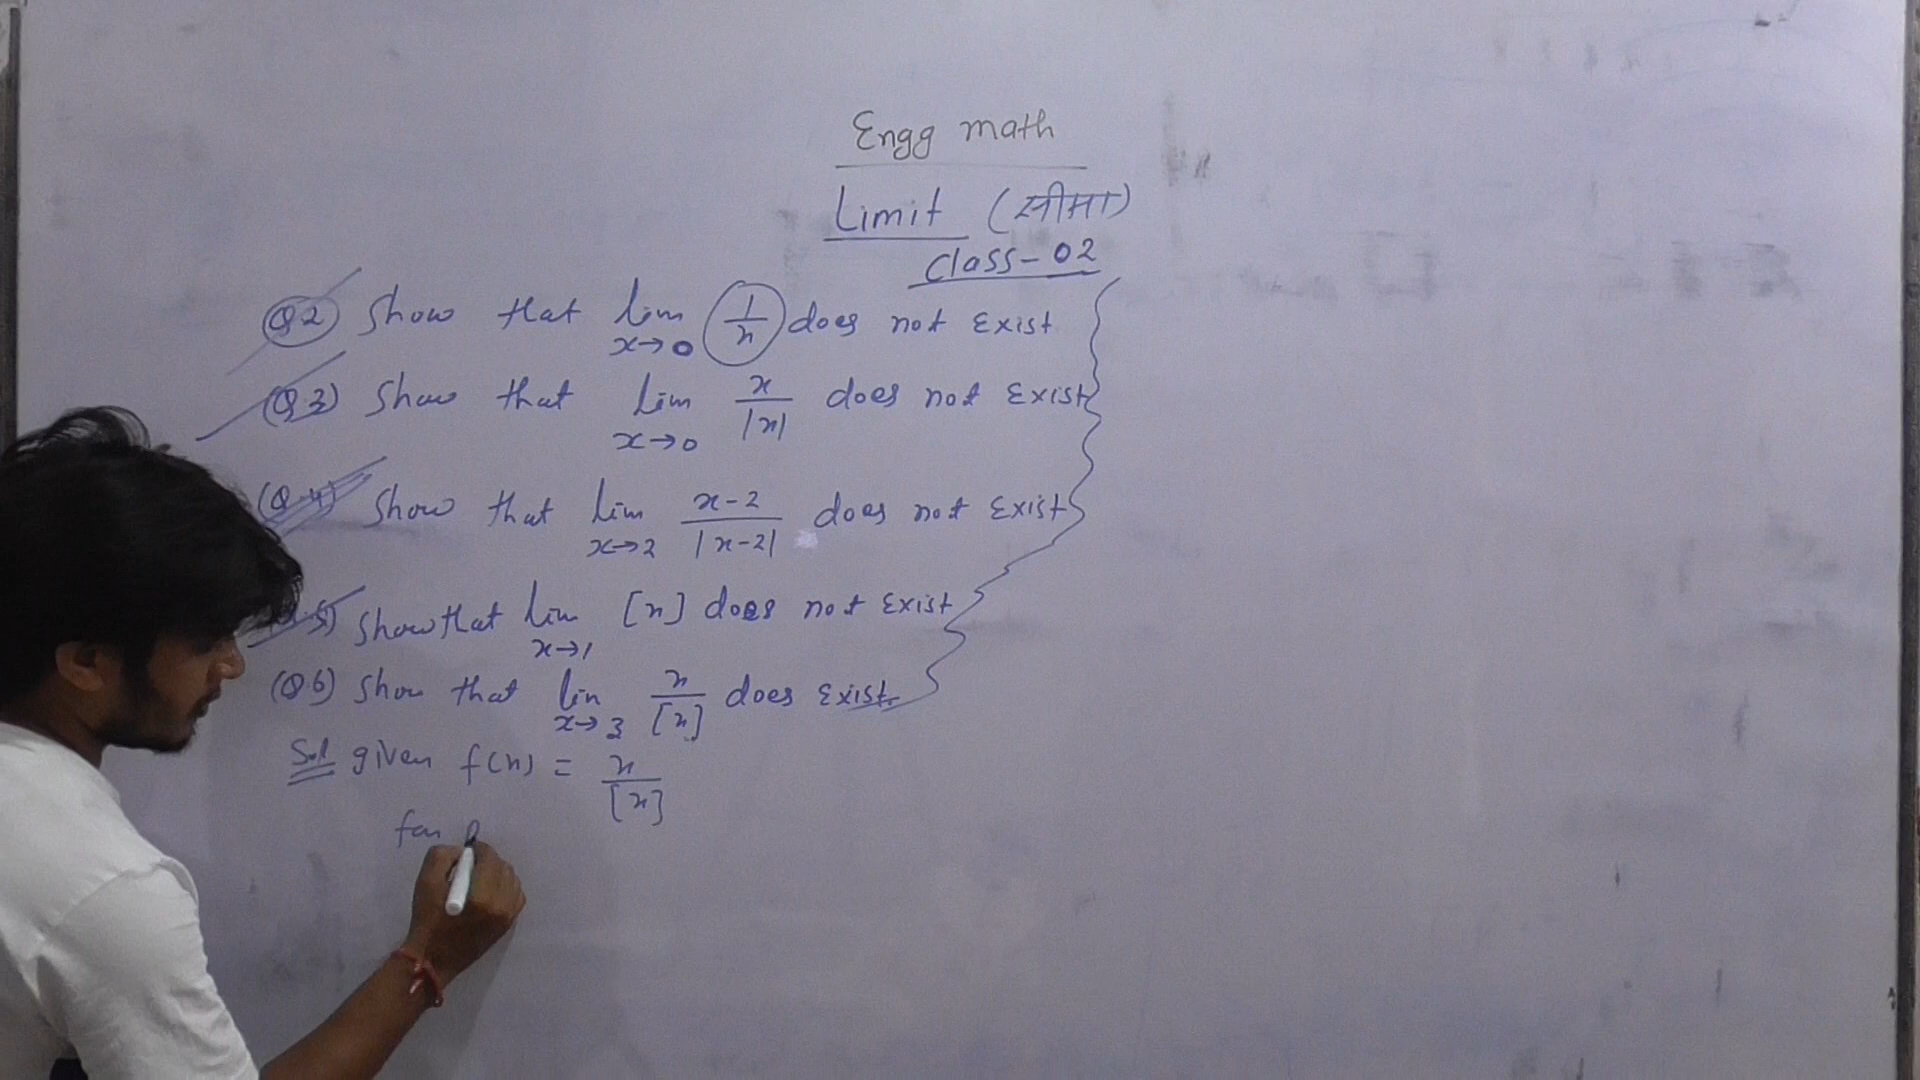 Engg math
Limit (सीमा)
Class-02
(Q2) Show that lim x→0 1/x does not Exist
(Q3) Show that lim x→0 x/|x| does not Exist
(Q.4) Show that lim x→2 x-2/|x-2| does not Exist
5) Show that lim x→1 [x] does not Exist
(Q6) Show that lim x→3 x/[x] does Exist.
Sol given f(x) = x/[x]
for